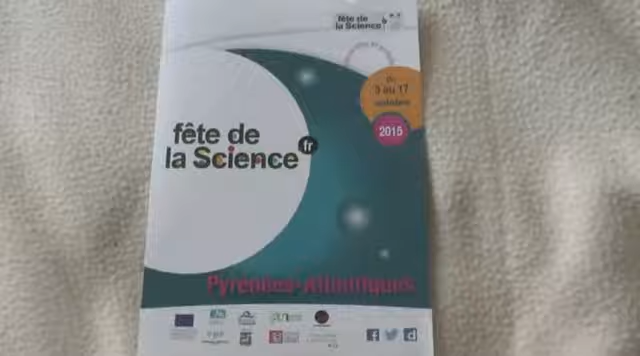 fête de
la Science
du
3 au 17
octobre
2015
fête de
la Science
fr
Pyrénées-Atlantiques